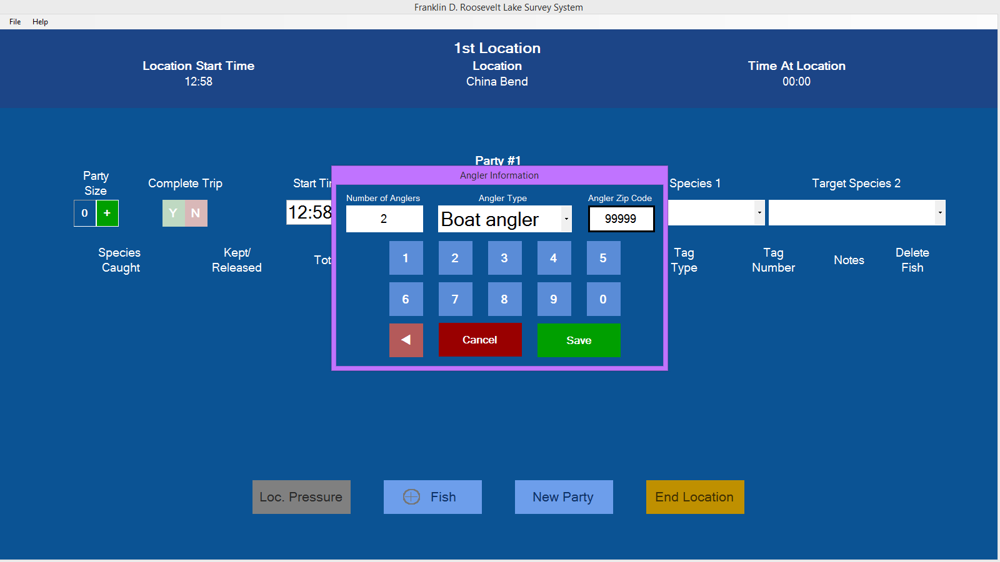 Franklin D. Roosevelt Lake Survey System
File Help
1st Location
Location Start Time
12:58
Location
China Bend
Time At Location
00:00
Party #1
Party
Size
0 +
Complete Trip
Y N
Start Tir
12:58
Species 1
Target Species 2
Angler Information
Number of Anglers
2
Angler Type
Boat angler
Angler Zip Code
99999
1 2 3 4 5
6 7 8 9 0
Cancel Save
Species
Caught
Kept/
Released
Tot
Tag
Type
Tag
Number
Notes
Delete
Fish
Loc. Pressure
Fish
New Party
End Location